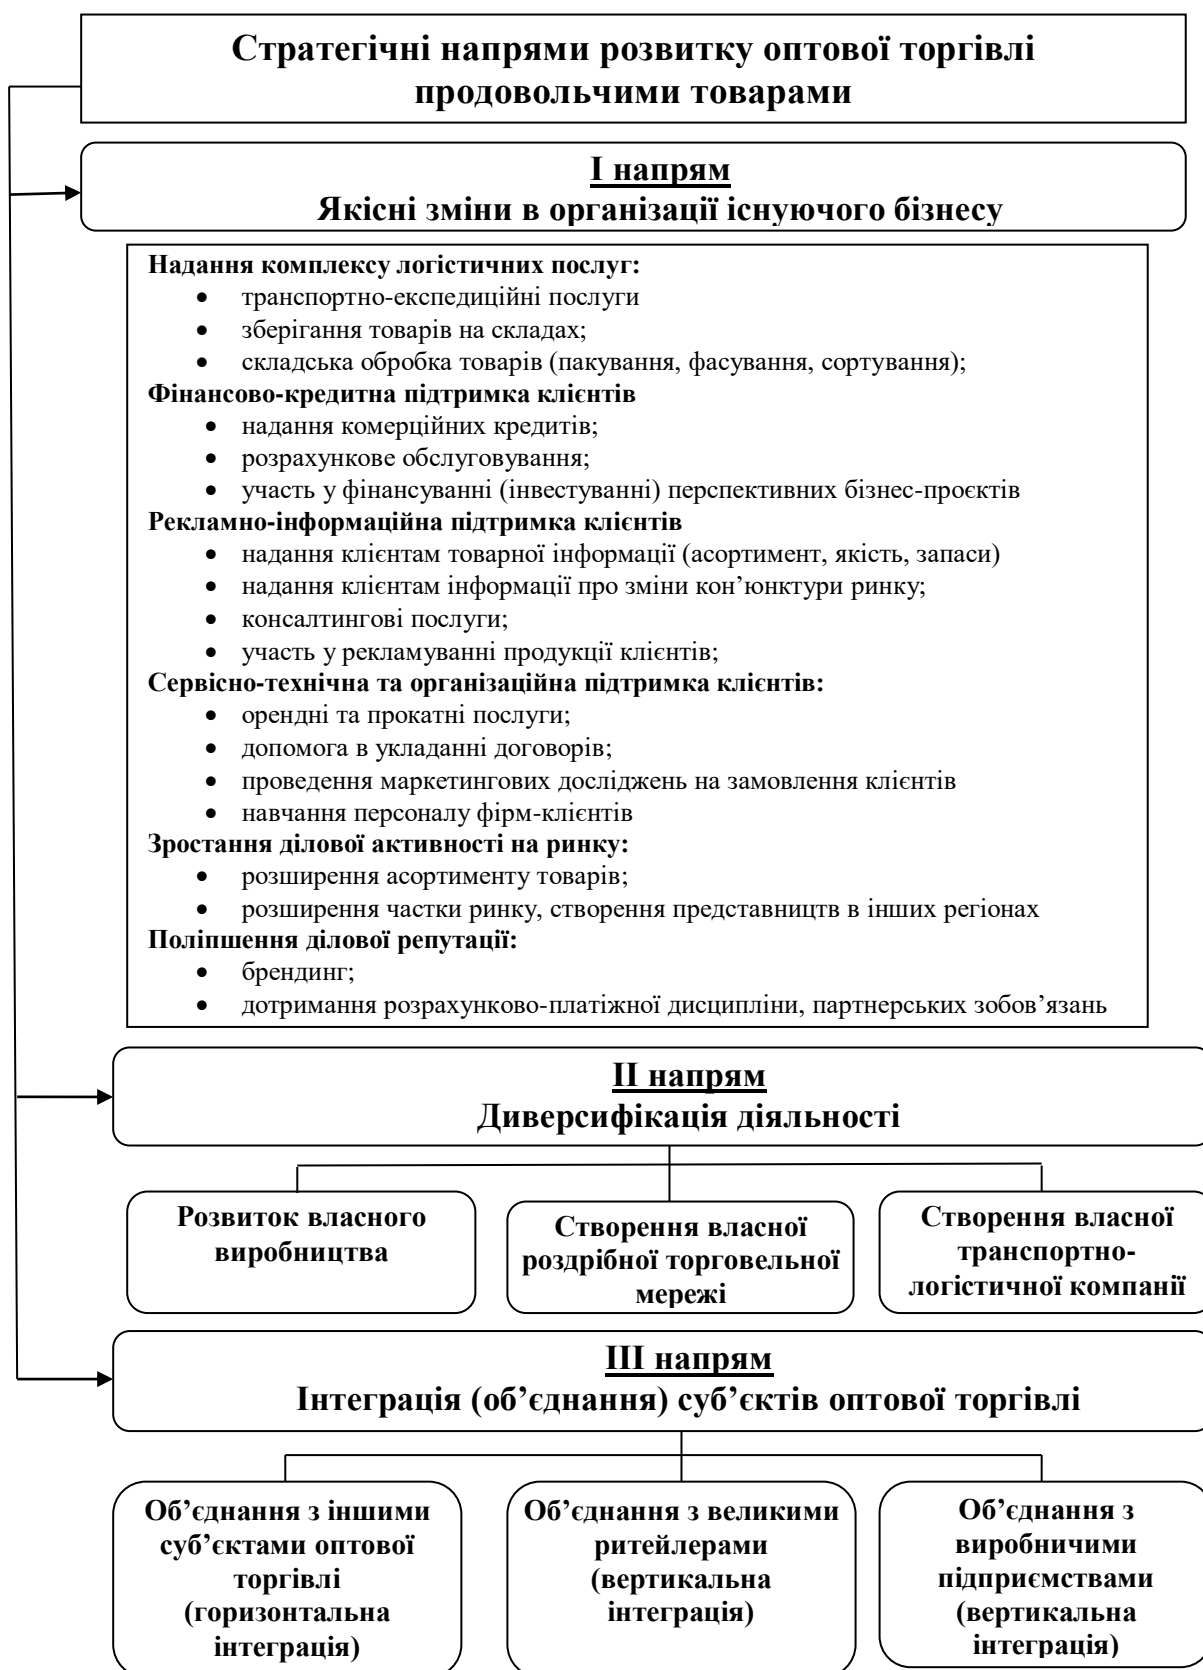 Стратегічні напрями розвитку оптової торгівлі
продовольчими товарами
І напрям
Якісні зміни в організації існуючого бізнесу
Надання комплексу логістичних послуг:
• транспортно-експедиційні послуги
• зберігання товарів на складах;
• складська обробка товарів (пакування, фасування, сортування);
Фінансово-кредитна підтримка клієнтів
• надання комерційних кредитів;
• розрахункове обслуговування;
• участь у фінансуванні (інвестуванні) перспективних бізнес-проєктів
Рекламно-інформаційна підтримка клієнтів
• надання клієнтам товарної інформації (асортимент, якість, запаси)
• надання клієнтам інформації про зміни кон’юнктури ринку;
• консалтингові послуги;
• участь у рекламуванні продукції клієнтів;
Сервісно-технічна та організаційна підтримка клієнтів:
• орендні та прокатні послуги;
• допомога в укладанні договорів;
• проведення маркетингових досліджень на замовлення клієнтів
• навчання персоналу фірм-клієнтів
Зростання ділової активності на ринку:
• розширення асортименту товарів;
• розширення частки ринку, створення представництв в інших регіонах
Поліпшення ділової репутації:
• брендинг;
• дотримання розрахунково-платіжної дисципліни, партнерських зобов’язань
ІІ напрям
Диверсифікація діяльності
Розвиток власного
виробництва
Створення власної
роздрібної торговельної
мережі
Створення власної
транспортно-
логістичної компанії
ІІІ напрям
Інтеграція (об’єднання) суб’єктів оптової торгівлі
Об’єднання з іншими
суб’єктами оптової
торгівлі
(горизонтальна
інтеграція)
Об’єднання з великими
ритейлерами
(вертикальна
інтеграція)
Об’єднання з
виробничими
підприємствами
(вертикальна
інтеграція)